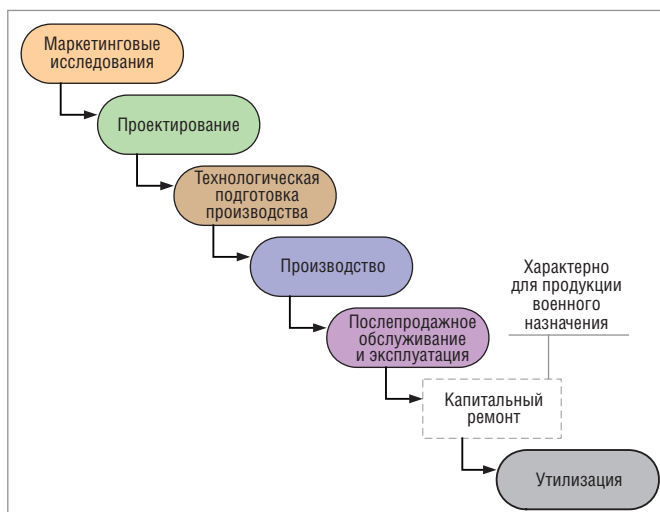 Маркетинговые
исследования
Проектирование
Технологическая
подготовка
производства
Производство
Характерно
для продукции
военного
назначения
Послепродажное
обслуживание
и эксплуатация
Капитальный
ремонт
Утилизация